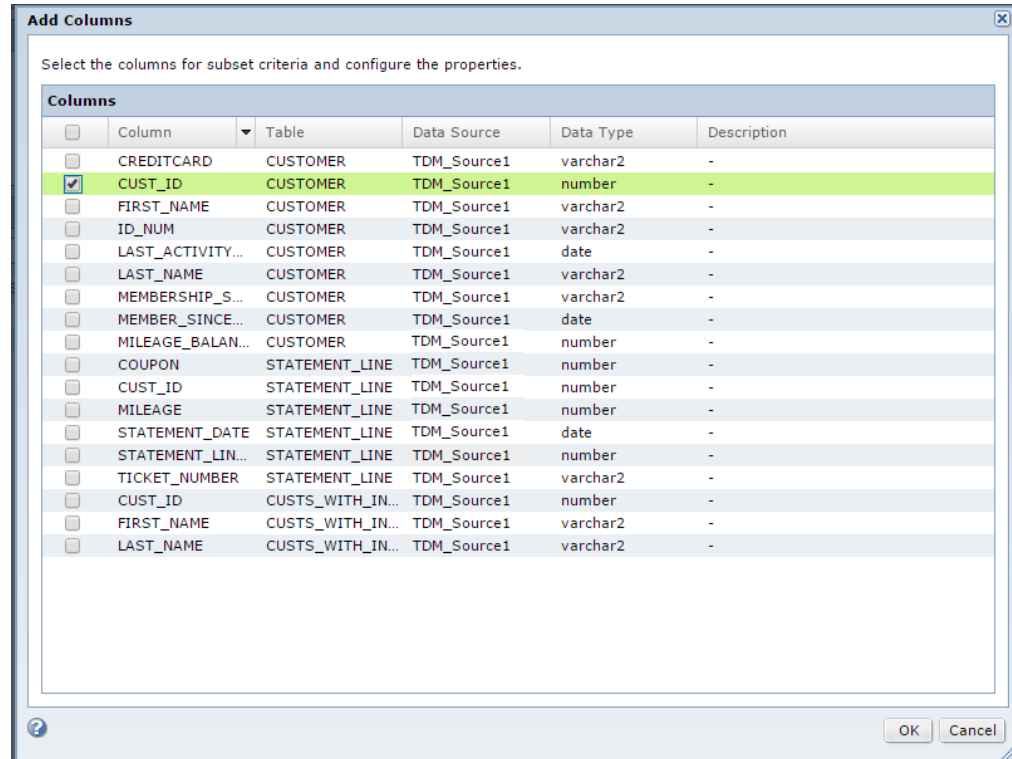 Add Columns
Select the columns for subset criteria and configure the properties.
Columns
Column Table Data Source Data Type Description
CREDITCARD CUSTOMER TDM_Source1 varchar2 -
CUST_ID CUSTOMER TDM_Source1 number -
FIRST_NAME CUSTOMER TDM_Source1 varchar2 -
ID_NUM CUSTOMER TDM_Source1 varchar2 -
LAST_ACTIVITY... CUSTOMER TDM_Source1 date -
LAST_NAME CUSTOMER TDM_Source1 varchar2 -
MEMBERSHIP_S... CUSTOMER TDM_Source1 varchar2 -
MEMBER_SINCE... CUSTOMER TDM_Source1 date -
MILEAGE_BALAN... CUSTOMER TDM_Source1 number -
COUPON STATEMENT_LINE TDM_Source1 number -
CUST_ID STATEMENT_LINE TDM_Source1 number -
MILEAGE STATEMENT_LINE TDM_Source1 number -
STATEMENT_DATE STATEMENT_LINE TDM_Source1 date -
STATEMENT_LIN... STATEMENT_LINE TDM_Source1 number -
TICKET_NUMBER STATEMENT_LINE TDM_Source1 varchar2 -
CUST_ID CUSTS_WITH_IN... TDM_Source1 number -
FIRST_NAME CUSTS_WITH_IN... TDM_Source1 varchar2 -
LAST_NAME CUSTS_WITH_IN... TDM_Source1 varchar2 -
? OK Cancel